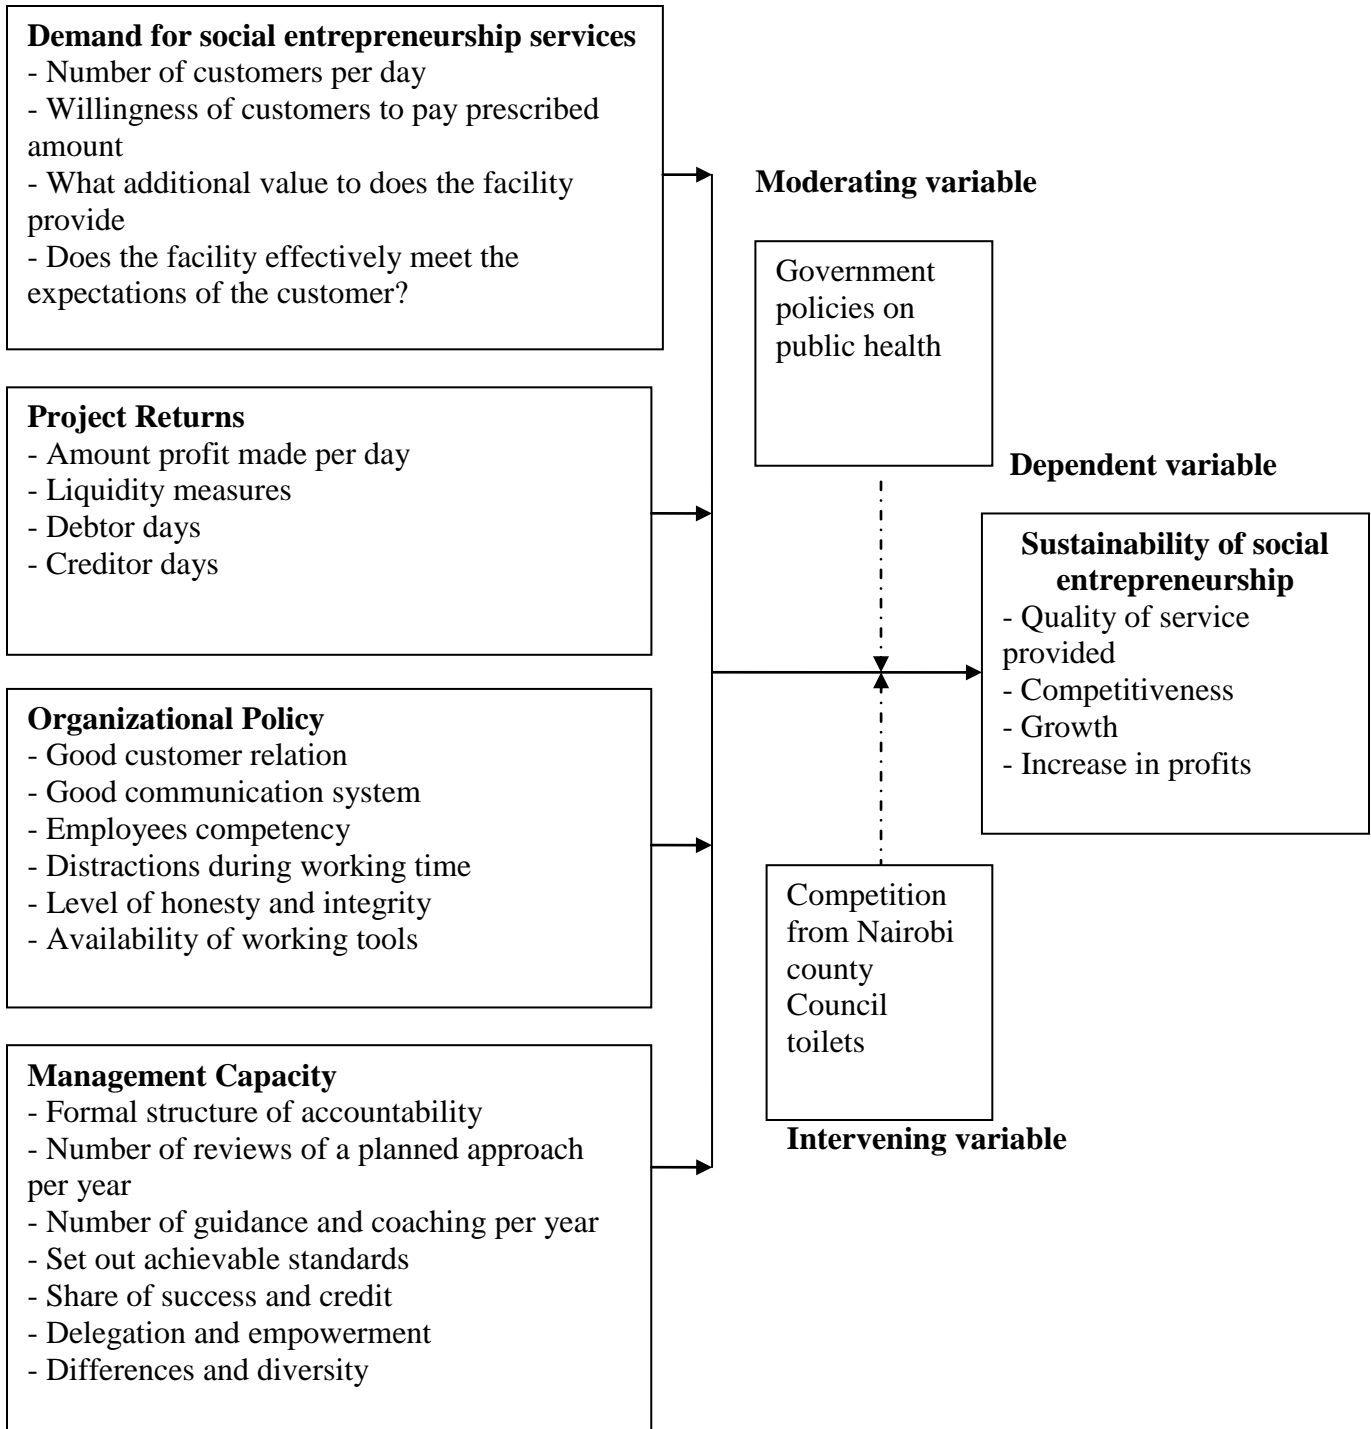 Demand for social entrepreneurship services
- Number of customers per day
- Willingness of customers to pay prescribed
amount
- What additional value to does the facility
provide
- Does the facility effectively meet the
expectations of the customer?
Project Returns
- Amount profit made per day
- Liquidity measures
- Debtor days
- Creditor days
Organizational Policy
- Good customer relation
- Good communication system
- Employees competency
- Distractions during working time
- Level of honesty and integrity
- Availability of working tools
Management Capacity
- Formal structure of accountability
- Number of reviews of a planned approach
per year
- Number of guidance and coaching per year
- Set out achievable standards
- Share of success and credit
- Delegation and empowerment
- Differences and diversity
Moderating variable
Government
policies on
public health
Dependent variable
Sustainability of social
entrepreneurship
- Quality of service
provided
- Competitiveness
- Growth
- Increase in profits
Competition
from Nairobi
county
Council
toilets
Intervening variable